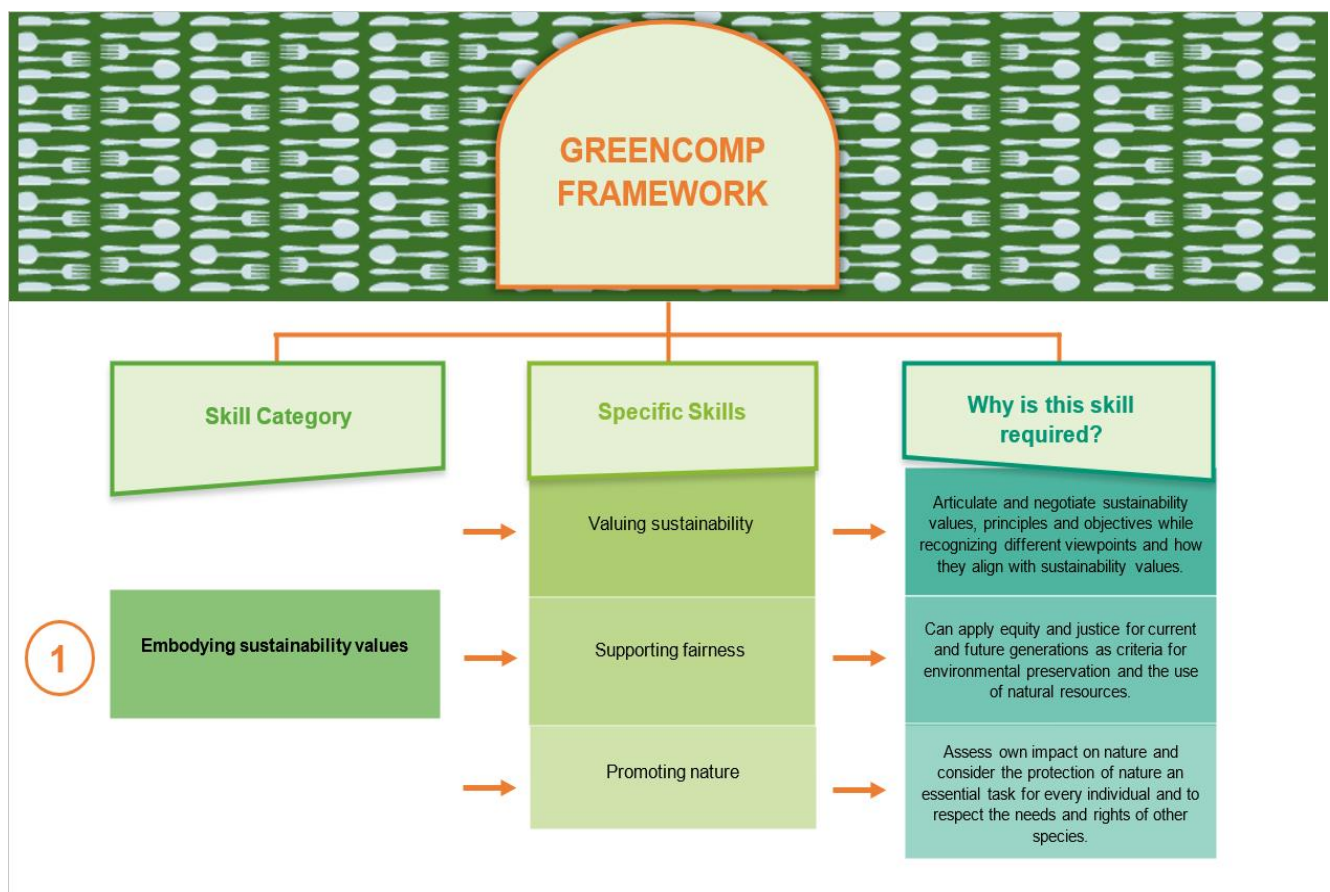 GREENCOMP
FRAMEWORK
Skill Category
Specific Skills
Why is this skill
required?
1
Embodying sustainability values
Valuing sustainability
Articulate and negotiate sustainability
values, principles and objectives while
recognizing different viewpoints and how
they align with sustainability values.
Supporting fairness
Can apply equity and justice for current
and future generations as criteria for
environmental preservation and the use
of natural resources.
Promoting nature
Assess own impact on nature and
consider the protection of nature an
essential task for every individual and to
respect the needs and rights of other
species.